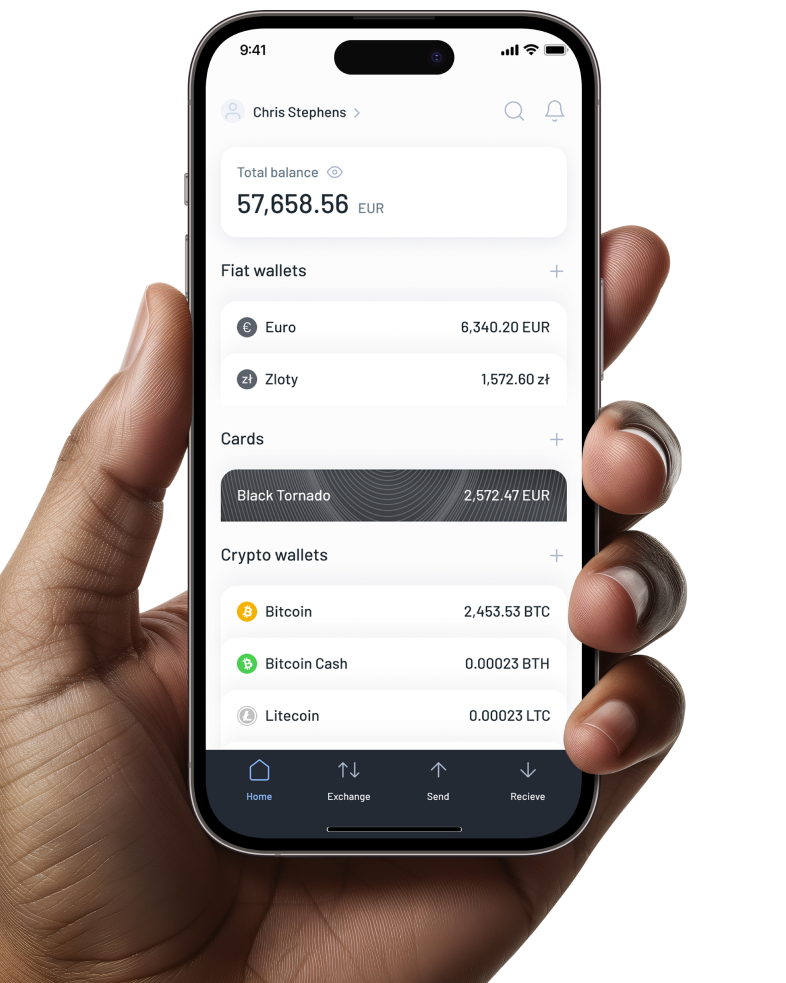 9:41
Chris Stephens
Total balance
57,658.56 EUR
Fiat wallets
€ Euro 6,340.20 EUR
zł Zloty 1,572.60 zł
Cards
Black Tornado 2,572.47 EUR
Crypto wallets
Bitcoin 2,453.53 BTC
Bitcoin Cash 0.00023 BTH
Litecoin 0.00023 LTC
Home Exchange Send Recieve